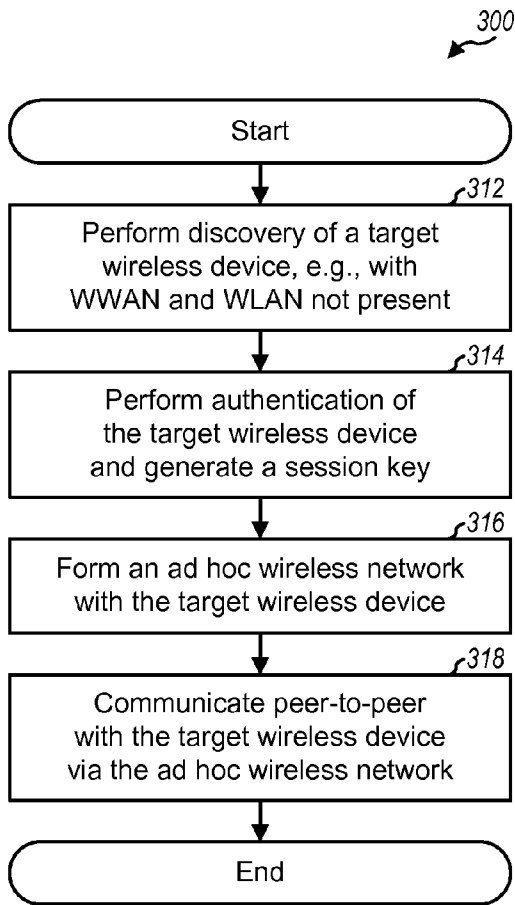 300
Start
312
Perform discovery of a target
wireless device, e.g., with
WWAN and WLAN not present
314
Perform authentication of
the target wireless device
and generate a session key
316
Form an ad hoc wireless network
with the target wireless device
318
Communicate peer-to-peer
with the target wireless device
via the ad hoc wireless network
End